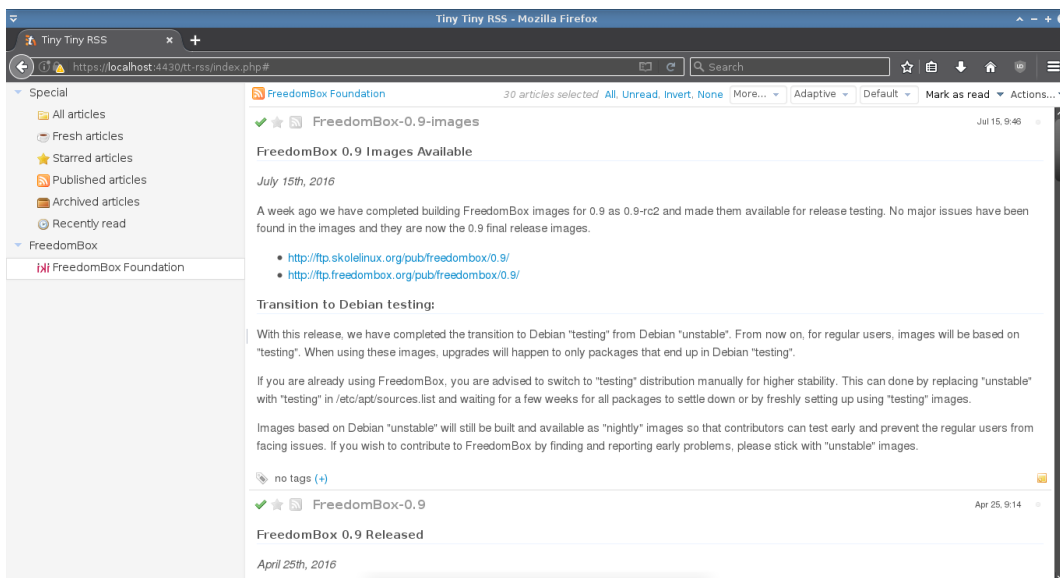 Tiny Tiny RSS - Mozilla Firefox
Tiny Tiny RSS
https://localhost:4430/tt-rss/index.php#
Search
Special
All articles
Fresh articles
Starred articles
Published articles
Archived articles
Recently read
FreedomBox
FreedomBox Foundation
FreedomBox Foundation 30 articles selected All, Unread, Invert, None More... Adaptive Default Mark as read Actions...
FreedomBox-0.9-images Jul 15, 9:46
FreedomBox 0.9 Images Available
July 15th, 2016
A week ago we have completed building FreedomBox images for 0.9 as 0.9-rc2 and made them available for release testing. No major issues have been
found in the images and they are now the 0.9 final release images.
http://ftp.skolelinux.org/pub/freedombox/0.9/
http://ftp.freedombox.org/pub/freedombox/0.9/
Transition to Debian testing:
With this release, we have completed the transition to Debian "testing" from Debian "unstable". From now on, for regular users, images will be based on
"testing". When using these images, upgrades will happen to only packages that end up in Debian "testing".
If you are already using FreedomBox, you are advised to switch to "testing" distribution manually for higher stability. This can done by replacing "unstable"
with "testing" in /etc/apt/sources.list and waiting for a few weeks for all packages to settle down or by freshly setting up using "testing" images.
Images based on Debian "unstable" will still be built and available as "nightly" images so that contributors can test early and prevent the regular users from
facing issues. If you wish to contribute to FreedomBox by finding and reporting early problems, please stick with "unstable" images.
no tags (+)
FreedomBox-0.9 Apr 25, 9:14
FreedomBox 0.9 Released
April 25th, 2016